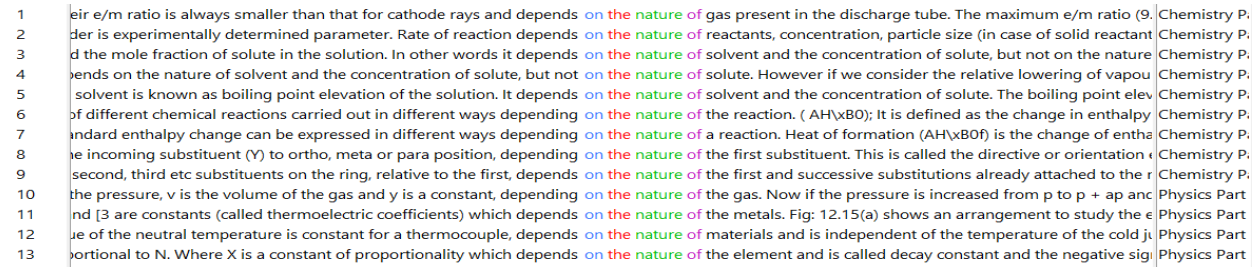 1 eir e/m ratio is always smaller than that for cathode rays and depends on the nature of gas present in the discharge tube. The maximum e/m ratio (9. Chemistry P
2 der is experimentally determined parameter. Rate of reaction depends on the nature of reactants, concentration, particle size (in case of solid reactant Chemistry P
3 d the mole fraction of solute in the solution. In other words it depends on the nature of solvent and the concentration of solute, but not on the nature Chemistry P
4 ends on the nature of solvent and the concentration of solute, but not on the nature of solute. However if we consider the relative lowering of vapou Chemistry P
5 solvent is known as boiling point elevation of the solution. It depends on the nature of solvent and the concentration of solute. The boiling point elev Chemistry P
6 of different chemical reactions carried out in different ways depending on the nature of the reaction. ( AH\xB0); It is defined as the change in enthalpy Chemistry P
7 ndard enthalpy change can be expressed in different ways depending on the nature of a reaction. Heat of formation (AH\xB0f) is the change of entha Chemistry P
8 e incoming substituent (Y) to ortho, meta or para position, depending on the nature of the first substituent. This is called the directive or orientation Chemistry P
9 second, third etc substituents on the ring, relative to the first, depends on the nature of the first and successive substitutions already attached to the r Chemistry P
10 the pressure, v is the volume of the gas and y is a constant, depending on the nature of the gas. Now if the pressure is increased from p to p + ap and Physics Part
11 nd [3 are constants (called thermoelectric coefficients) which depends on the nature of the metals. Fig: 12.15(a) shows an arrangement to study the e Physics Part
12 ue of the neutral temperature is constant for a thermocouple, depends on the nature of materials and is independent of the temperature of the cold ju Physics Part
13 portional to N. Where X is a constant of proportionality which depends on the nature of the element and is called decay constant and the negative sig Physics Part